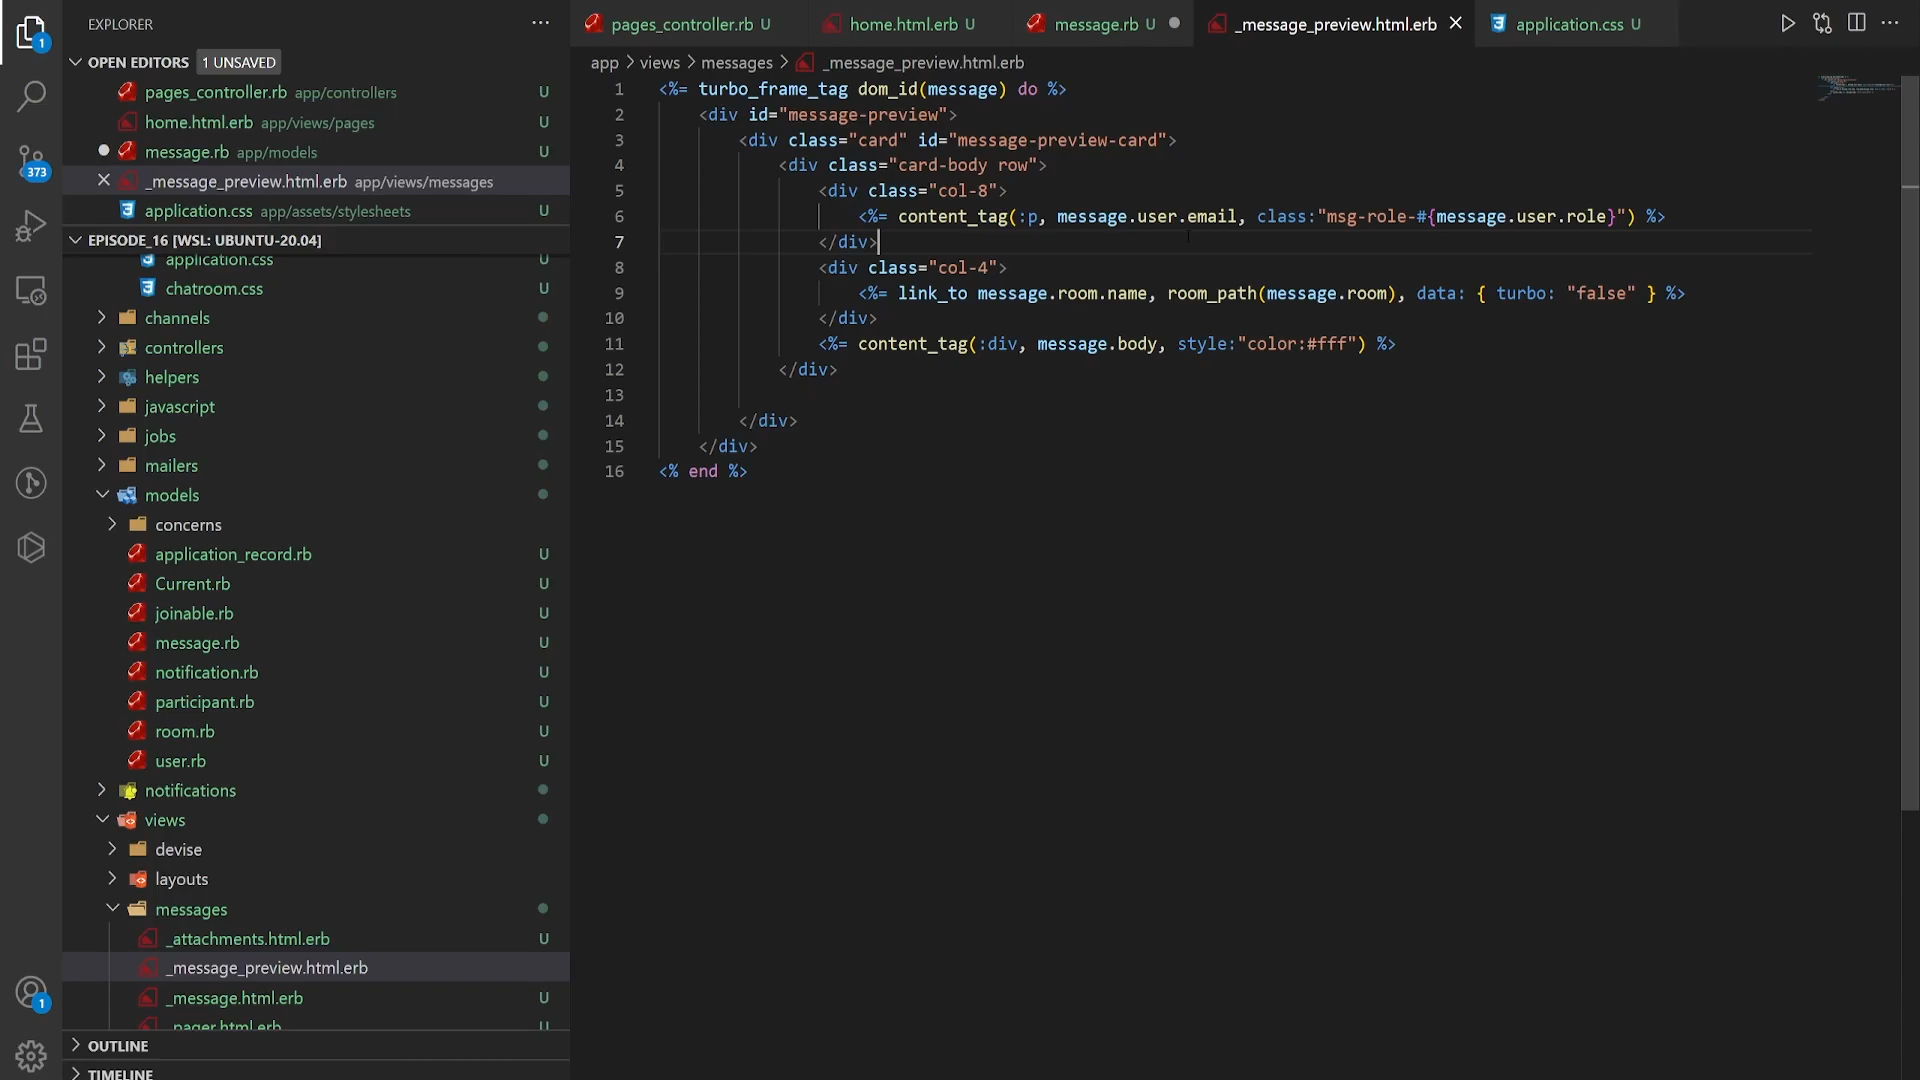 EXPLORER
OPEN EDITORS 1 UNSAVED
pages_controller.rb app/controllers U
home.html.erb app/views/pages U
message.rb app/models U
_message_preview.html.erb app/views/messages
application.css app/assets/stylesheets U
EPISODE_16 [WSL: UBUNTU-20.04]
application.css U
chatroom.css U
channels
controllers
helpers
javascript
jobs
mailers
models
concerns
application_record.rb U
Current.rb U
joinable.rb U
message.rb U
notification.rb U
participant.rb U
room.rb U
user.rb U
notifications
views
devise
layouts
messages
_attachments.html.erb U
_message_preview.html.erb
_message.html.erb U
_pager.html.erb U
OUTLINE
TIMELINE
1
373
1
pages_controller.rb U
home.html.erb U
message.rb U
_message_preview.html.erb
application.css U
app > views > messages > _message_preview.html.erb
1 <%= turbo_frame_tag dom_id(message) do %>
2 <div id="message-preview">
3 <div class="card" id="message-preview-card">
4 <div class="card-body row">
5 <div class="col-8">
6 <%= content_tag(:p, message.user.email, class:"msg-role-#{message.user.role}") %>
7 </div>
8 <div class="col-4">
9 <%= link_to message.room.name, room_path(message.room), data: { turbo: "false" } %>
10 </div>
11 <%= content_tag(:div, message.body, style:"color:#fff") %>
12 </div>
13
14 </div>
15 </div>
16 <% end %>